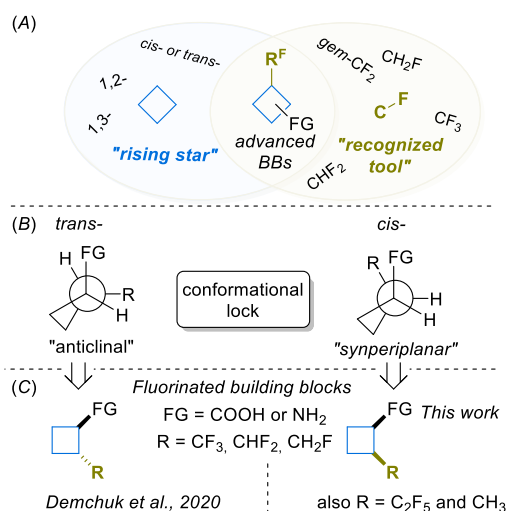 (A)
cis- or trans-
1,2-
1,3-
"rising star"
R^F
FG
advanced
BBs
gem-CF₂
CH₂F
C F
CF₃
"recognized
tool"
CHF₂
(B)
trans-
cis-
H FG
R
H
"anticlinal"
conformational
lock
R FG
H
H
"synperiplanar"
(C)
Fluorinated building blocks
FG = COOH or NH₂
R = CF₃, CHF₂, CH₂F
FG
R
FG
This work
R
Demchuk et al., 2020
also R = C₂F₅ and CH₃